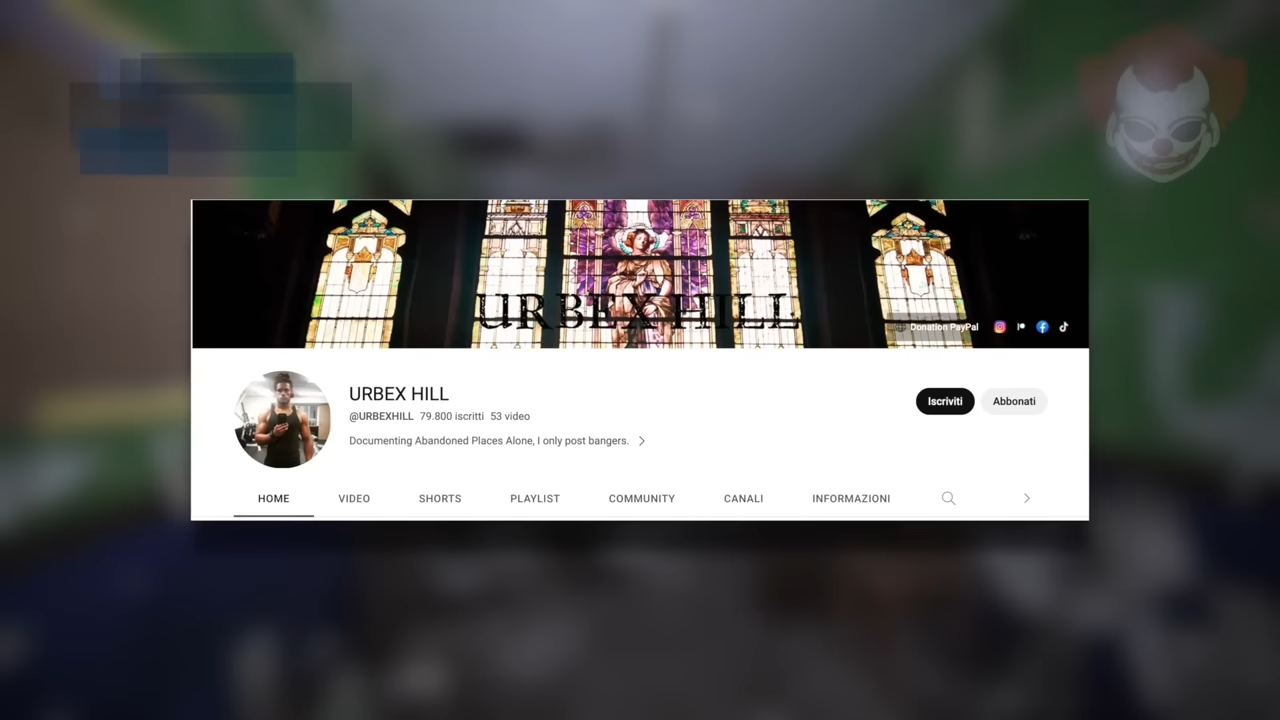 URBEX HILL
Donation PayPal
URBEX HILL
@URBEXHILL 79.800 iscritti 53 video
Iscriviti Abbonati
Documenting Abandoned Places Alone, I only post bangers.
HOME VIDEO SHORTS PLAYLIST COMMUNITY CANALI INFORMAZIONI